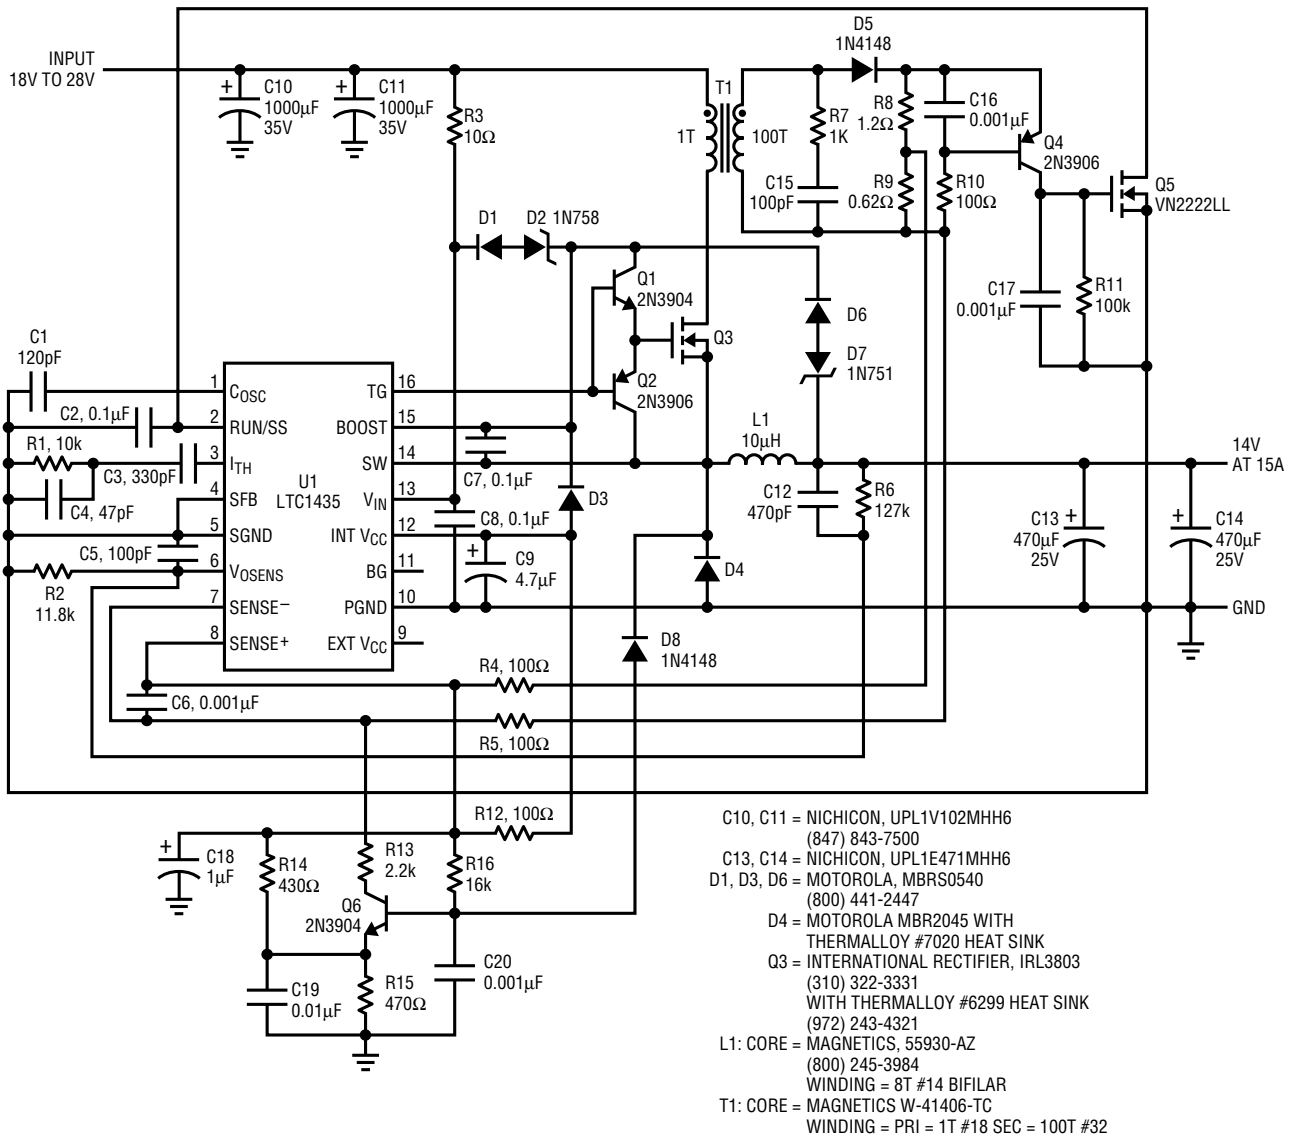 INPUT
18V TO 28V
C10
1000µF
35V
C11
1000µF
35V
R3
10Ω
T1
1T
100T
D5
1N4148
R7
1K
C15
100pF
R8
1.2Ω
R9
0.62Ω
C16
0.001µF
R10
100Ω
Q4
2N3906
Q5
VN2222LL
C17
0.001µF
R11
100k
D1
D2 1N758
Q1
2N3904
Q2
2N3906
Q3
D6
D7
1N751
C1
120pF
C2, 0.1µF
R1, 10k
C3, 330pF
C4, 47pF
C5, 100pF
R2
11.8k
1
COSC
2
RUN/SS
3
ITH
4
SFB
5
SGND
6
VOSENS
7
SENSE–
8
SENSE+
U1
LTC1435
TG
16
BOOST
15
SW
14
VIN
13
INT VCC
12
BG
11
PGND
10
EXT VCC
9
C7, 0.1µF
C8, 0.1µF
C9
4.7µF
D3
L1
10µH
C12
470pF
R6
127k
14V
AT 15A
C13
470µF
25V
C14
470µF
25V
GND
D4
D8
1N4148
R4, 100Ω
C6, 0.001µF
R5, 100Ω
R12, 100Ω
C18
1µF
R14
430Ω
R13
2.2k
R16
16k
Q6
2N3904
C19
0.01µF
R15
470Ω
C20
0.001µF
C10, C11 = NICHICON, UPL1V102MHH6
(847) 843-7500
C13, C14 = NICHICON, UPL1E471MHH6
D1, D3, D6 = MOTOROLA, MBRS0540
(800) 441-2447
D4 = MOTOROLA MBR2045 WITH
THERMALLOY #7020 HEAT SINK
Q3 = INTERNATIONAL RECTIFIER, IRL3803
(310) 322-3331
WITH THERMALLOY #6299 HEAT SINK
(972) 243-4321
L1: CORE = MAGNETICS, 55930-AZ
(800) 245-3984
WINDING = 8T #14 BIFILAR
T1: CORE = MAGNETICS W-41406-TC
WINDING = PRI = 1T #18 SEC = 100T #32